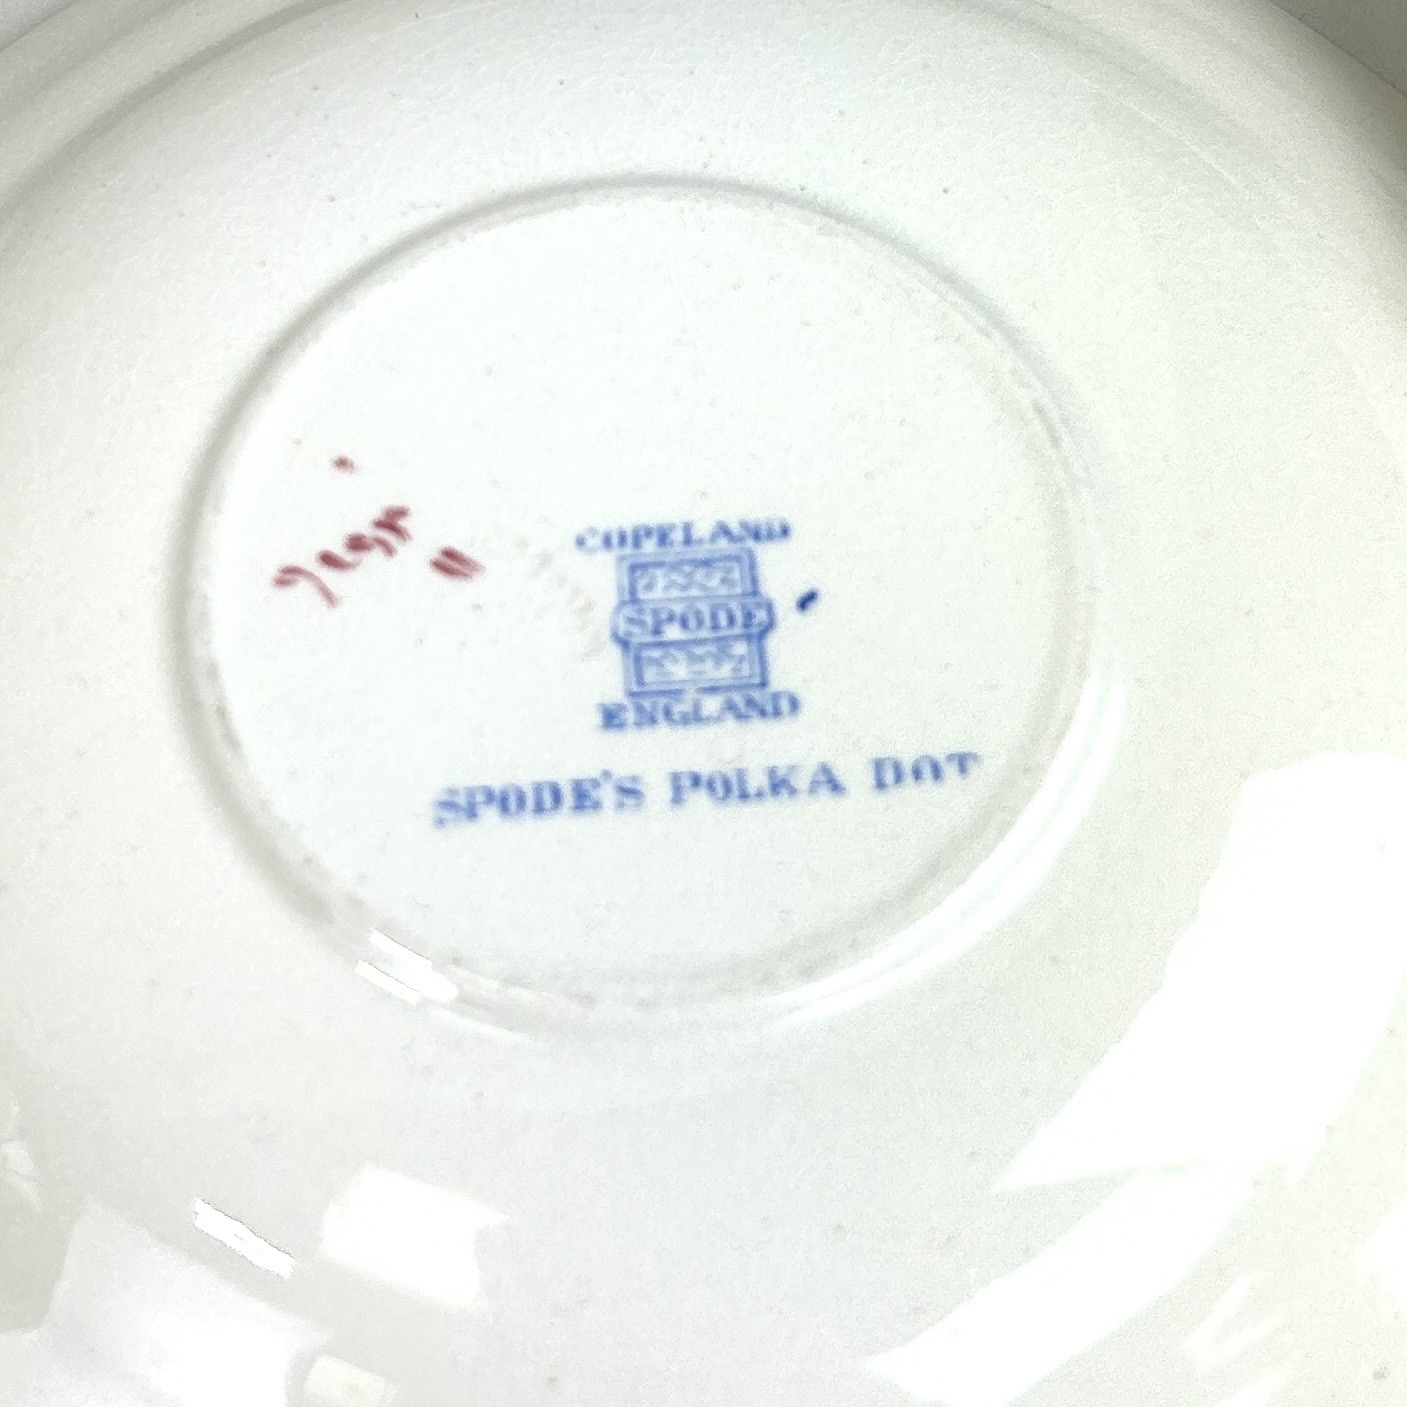 COPELAND
SPODE
ENGLAND
SPODE'S POLKA DOT